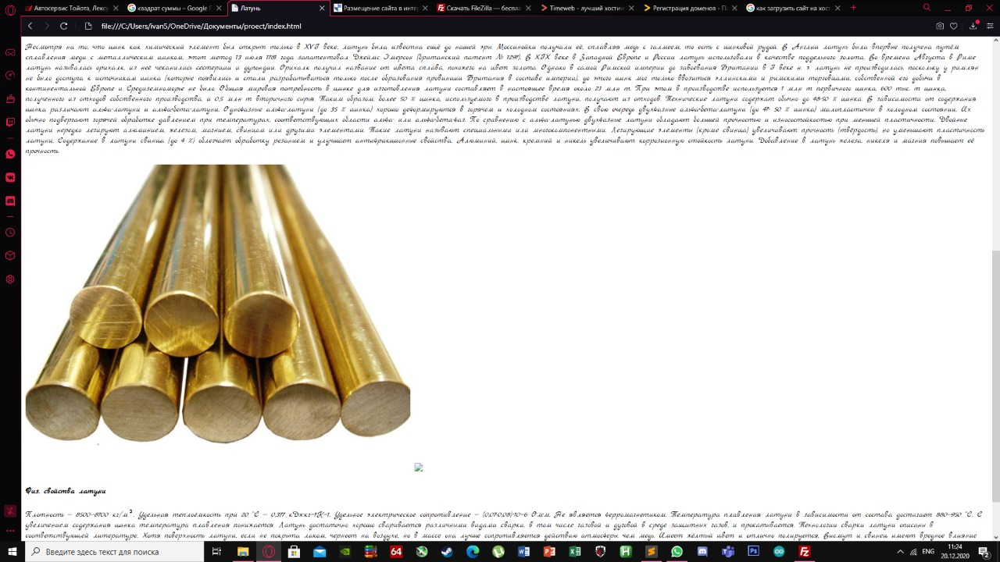 Автосервис Тойота, Лексу
квадрат суммы – Google П
Латунь
Размещение сайта в интер
Скачать FileZilla — беспла
Timeweb - лучший хостин
Регистрация доменов - Па
как загрузить сайт на хост
file:///C:/Users/ivan5/OneDrive/Документы/proect/index.html
Несмотря на то, что цинк как химический элемент был открыт только в XVI веке, латунь была известна ещё до нашей эры. Моссинойки получали её, сплавляя медь с галмеем, то есть с цинковой рудой. В Англии латунь была впервые получена путём
сплавления меди с металлическим цинком, этот метод 13 июля 1781 года запатентовал Джеймс Эмерсон (британский патент № 1297). В XIX веке в Западной Европе и России латунь использовали в качестве поддельного золота. Во времена Августа в Риме
латунь называлась орихалк, из неё чеканились сестерции и дупондии. Орихалк получил название от цвета сплава, похожего на цвет золота. Однако в самой Римской империи до завоевания Британии в I веке н. э. латунь не производилась, поскольку у римлян
не было доступа к источникам цинка (которые появились и стали разрабатываться только после образования провинции Британия в составе империи), до этого цинк мог только ввозиться эллинскими и римскими торговцами, собственной его добычи в
континентальной Европе и Средиземноморье не было. Общая мировая потребность в цинке для изготовления латуни составляет в настоящее время около 2,1 млн т. При этом в производстве используется 1 млн т первичного цинка, 600 тыс. т цинка,
полученного из отходов собственного производства, и 0,5 млн т вторичного сырья. Таким образом, более 50 % цинка, используемого в производстве латуни, получают из отходов. Технические латуни содержат обычно до 48-50 % цинка. В зависимости от содержания
цинка различают альфа-латуни и альфа+бета-латуни. Однофазные альфа-латуни (до 35 % цинка) хорошо деформируются в горячем и холодном состояниях. В свою очередь двухфазные альфа+бета-латуни (до 47- 50 % цинка) малопластичны в холодном состоянии. Их
обычно подвергают горячей обработке давлением при температурах, соответствующих области альфа- или альфа+бета-фаз. По сравнению с альфа-латунью двухфазные латуни обладают большей прочностью и износостойкостью при меньшей пластичности. Двойные
латуни нередко легируют алюминием, железом, магнием, свинцом или другими элементами. Такие латуни называют специальными или многокомпонентными. Легирующие элементы (кроме свинца) увеличивают прочность (твёрдость), но уменьшают пластичность
латуни. Содержание в латуни свинца (до 4 %) облегчает обработку резанием и улучшает антифрикционные свойства. Алюминий, цинк, кремний и никель увеличивают коррозионную стойкость латуни. Добавление в латунь железа, никеля и магния повышает её
прочность.
Физ. свойства латуни
Плотность — 8500—8700 кг/м³. Удельная теплоёмкость при 20 °C — 0,377 кДж·кг−1·К−1. Удельное электрическое сопротивление — (0,07-0,08)·10−6 Ом·м. Не является ферромагнетиком. Температура плавления латуни в зависимости от состава достигает 880—950 °C. С
увеличением содержания цинка температура плавления понижается. Латунь достаточно хорошо сваривается различными видами сварки, в том числе газовой и дуговой в среде защитных газов, и прокатывается. Технологии сварки латуни описаны в
соответствующей литературе. Хотя поверхность латуни, если не покрыта лаком, чернеет на воздухе, но в массе она лучше сопротивляется действию атмосферы, чем медь. Имеет жёлтый цвет и отлично полируется. Висмут и свинец имеют вредное влияние
Введите здесь текст для поиска
64
ENG
11:24
20.12.2020
2